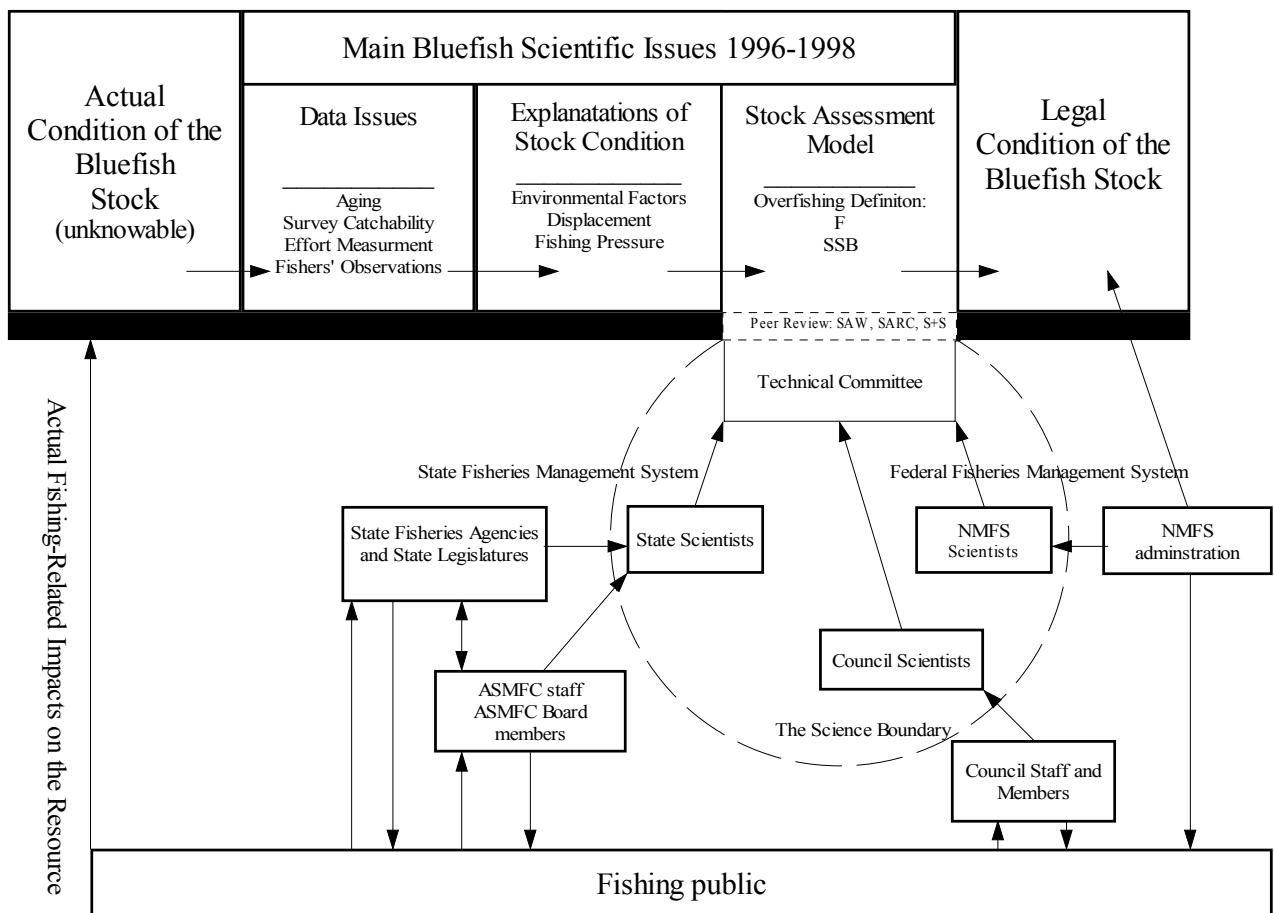 Main Bluefish Scientific Issues 1996-1998
Actual
Condition of the
Bluefish
Stock
(unknowable)
Data Issues
Aging
Survey Catchability
Effort Measurment
Fishers' Observations
Explanatations of
Stock Condition
Environmental Factors
Displacement
Fishing Pressure
Stock Assessment
Model
Overfishing Definiton:
F
SSB
Legal
Condition of the
Bluefish Stock
Peer Review: SAW, SARC, S+S
Technical Committee
State Fisheries Management System
Federal Fisheries Management System
State Fisheries Agencies
and State Legislatures
State Scientists
NMFS
Scientists
NMFS
adminstration
Council Scientists
ASMFC staff
ASMFC Board
members
The Science Boundary
Council Staff and
Members
Actual Fishing-Related Impacts on the Resource
Fishing public